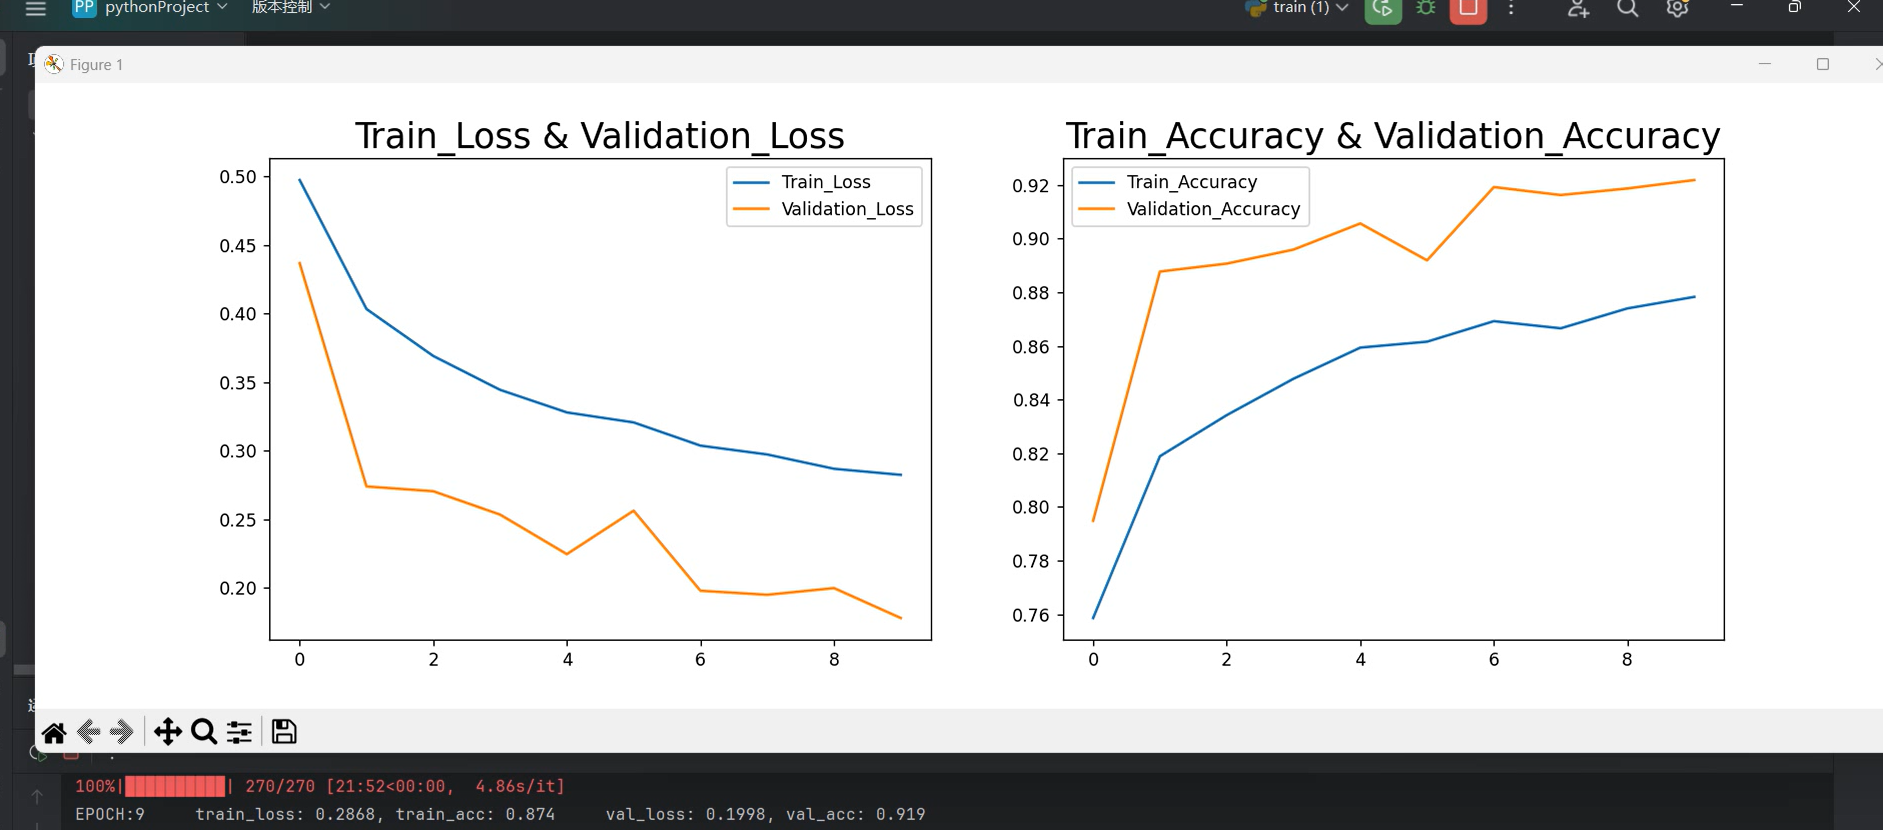 PP pythonProject 版本控制 train (1)
Figure 1
Train_Loss & Validation_Loss
Train_Loss
Validation_Loss
0.50
0.45
0.40
0.35
0.30
0.25
0.20
0 2 4 6 8
Train_Accuracy & Validation_Accuracy
Train_Accuracy
Validation_Accuracy
0.92
0.90
0.88
0.86
0.84
0.82
0.80
0.78
0.76
0 2 4 6 8
100%|██████████| 270/270 [21:52<00:00, 4.86s/it]
EPOCH:9 train_loss: 0.2868, train_acc: 0.874 val_loss: 0.1998, val_acc: 0.919